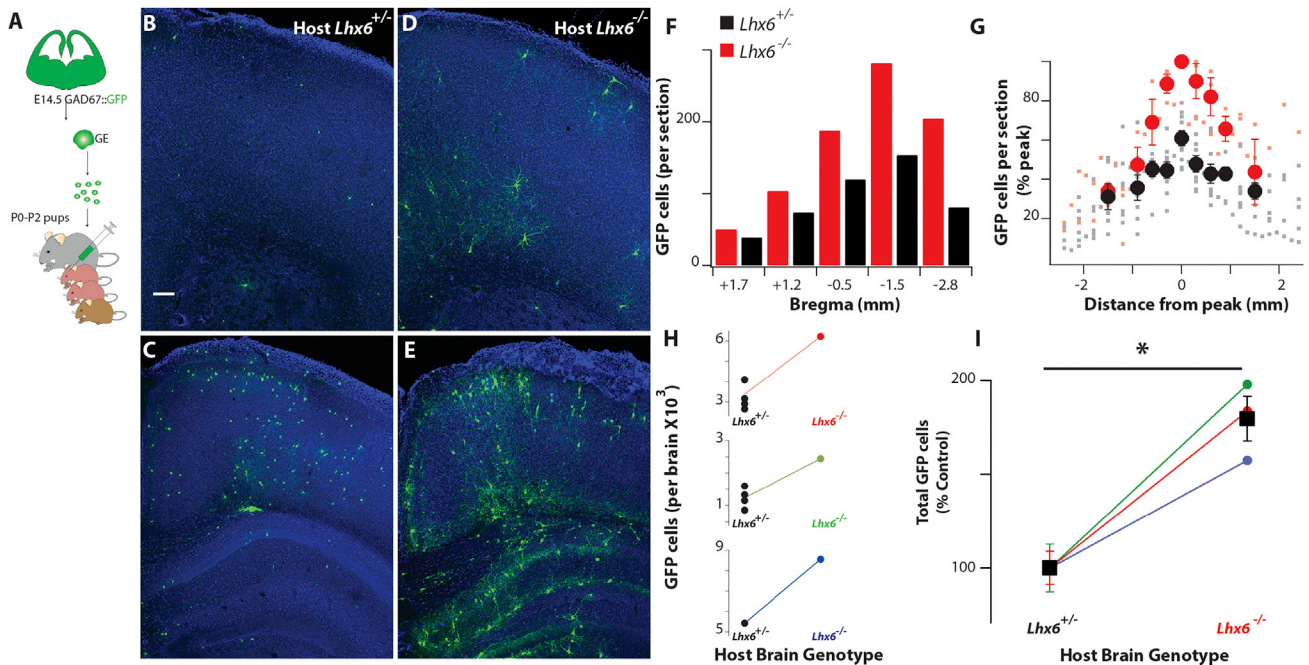 A
E14.5 GAD67::GFP
GE
P0-P2 pups
B
Host Lhx6+/-
D
Host Lhx6-/-
C
E
F
Lhx6+/-
Lhx6-/-
GFP cells (per section)
200
0
+1.7 +1.2 -0.5 -1.5 -2.8
Bregma (mm)
G
GFP cells per section
(% peak)
80
20
-2 0 2
Distance from peak (mm)
H
GFP cells (per brain X103)
6
3
Lhx6+/- Lhx6-/-
3
1
Lhx6+/- Lhx6-/-
9
5
Lhx6+/- Lhx6-/-
Host Brain Genotype
I
*
Total GFP cells
(% Control)
200
100
Lhx6+/- Lhx6-/-
Host Brain Genotype